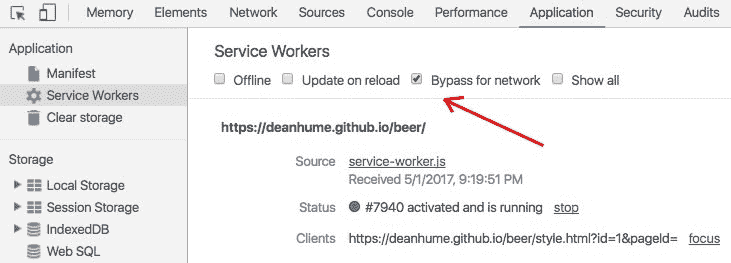 Memory Elements Network Sources Console Performance Application Security Audits
Application
Manifest
Service Workers
Clear storage
Storage
Local Storage
Session Storage
IndexedDB
Web SQL
Service Workers
Offline Update on reload Bypass for network Show all
https://deanhume.github.io/beer/
Source service-worker.js
Received 5/1/2017, 9:19:51 PM
Status #7940 activated and is running stop
Clients https://deanhume.github.io/beer/style.html?id=1&pageId= focus